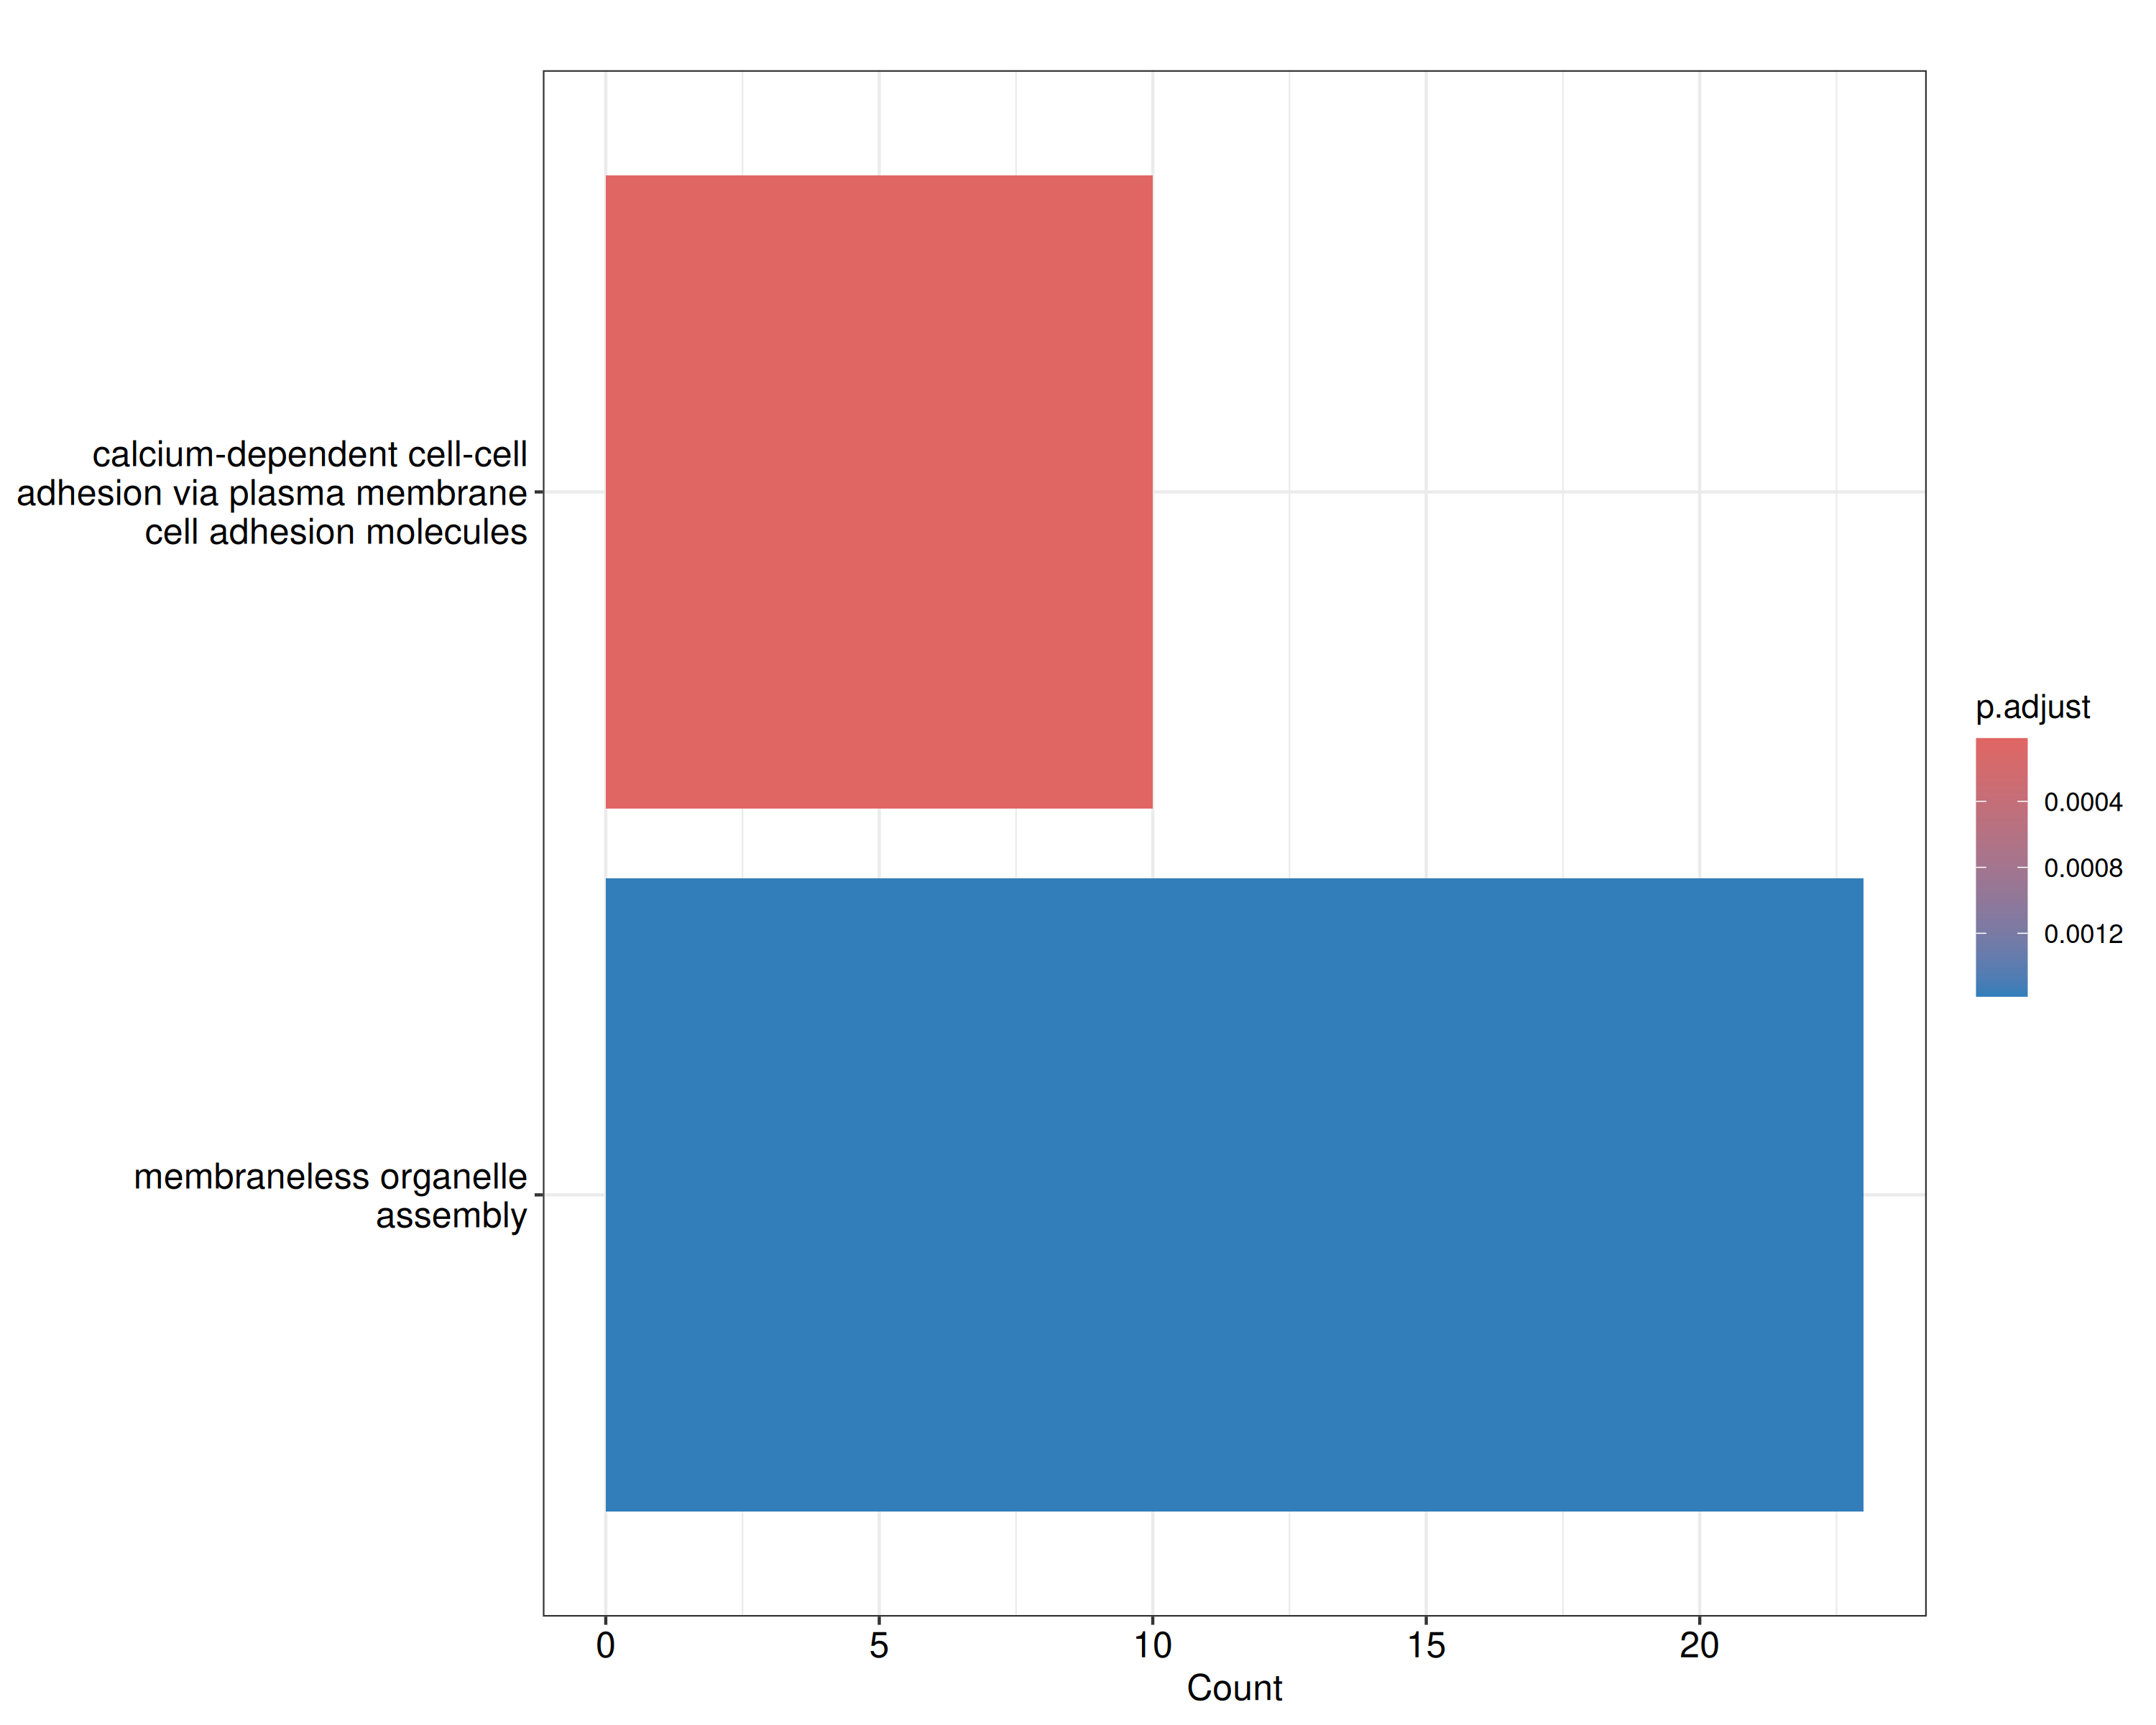 calcium-dependent cell-cell
adhesion via plasma membrane
cell adhesion molecules
membraneless organelle
assembly
0 5 10 15 20
Count
p.adjust
0.0004
0.0008
0.0012